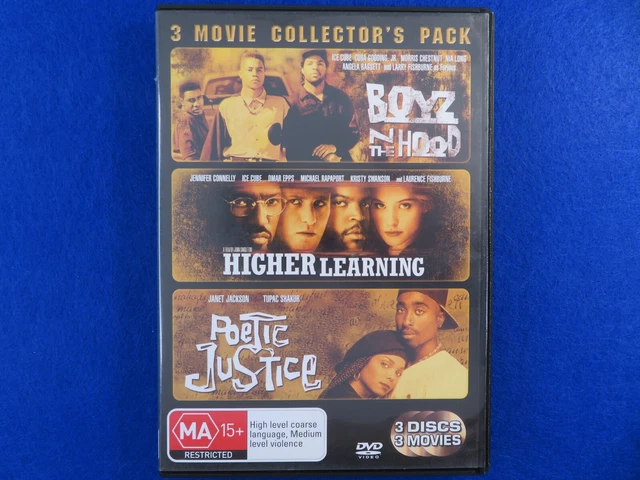 3 MOVIE COLLECTOR'S PACK
ICE CUBE CUBA GOODING, JR. MORRIS CHESTNUT NIA LONG
ANGELA BASSETT and LARRY FISHBURNE as Furious
BOYZ
N THE HOOD
JENNIFER CONNELLY ICE CUBE OMAR EPPS MICHAEL RAPAPORT KRISTY SWANSON and LAURENCE FISHBURNE
A FILM BY JOHN SINGLETON
HIGHER LEARNING
JANET JACKSON TUPAC SHAKUR
POETIC
JUSTICE
MA 15+
RESTRICTED
High level coarse
language, Medium
level violence
DVD
VIDEO
3 DISCS
3 MOVIES